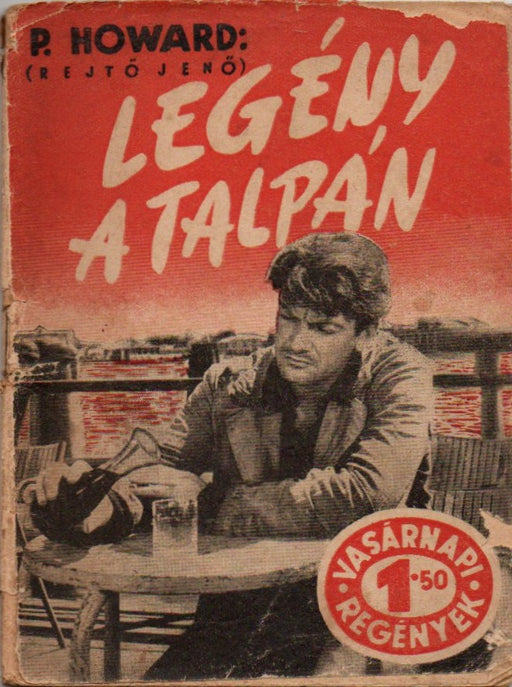 P. HOWARD:
(REJTŐ JENŐ)
LEGÉNY
A TALPÁN
VASÁRNAPI
1·50
REGÉNYEK